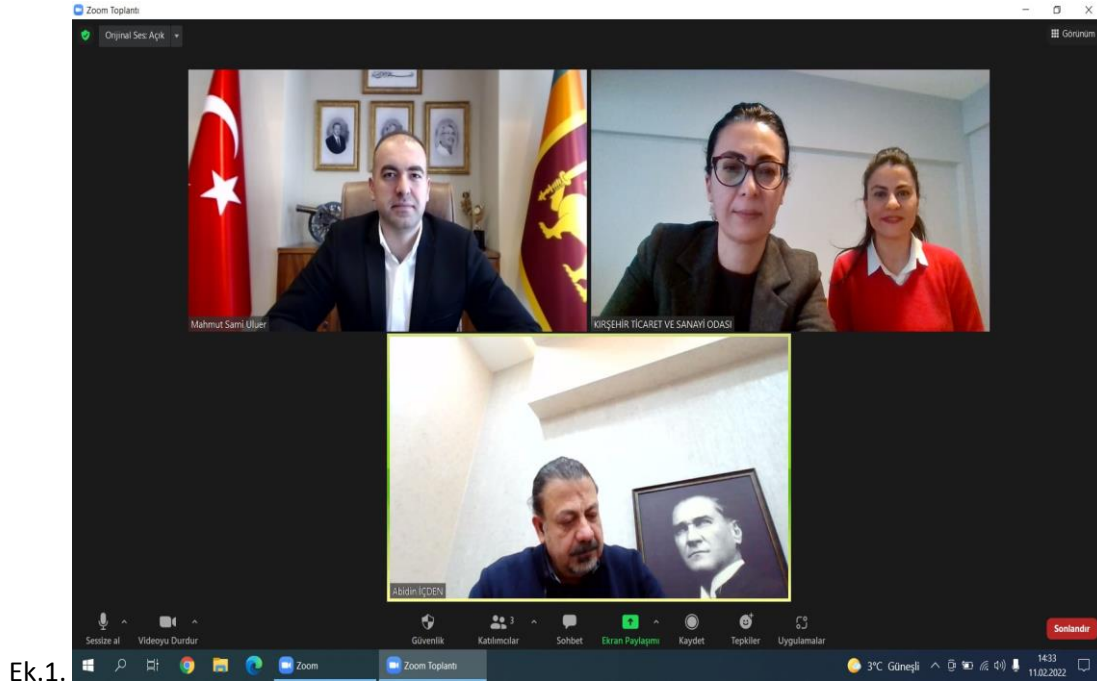 Zoom Toplantı
Orijinal Ses: Açık
Görünüm
Mahmut Sami Uluer
KIRŞEHİR TİCARET VE SANAYİ ODASI
Abidin İÇDEN
Sessize al
Videoyu Durdur
Güvenlik
Katılımcılar
3
Sohbet
Ekran Paylaşımı
Kaydet
Tepkiler
Uygulamalar
Sonlandır
Ek.1.
Zoom
Zoom Toplantı
3°C Güneşli
14:33
11.02.2022